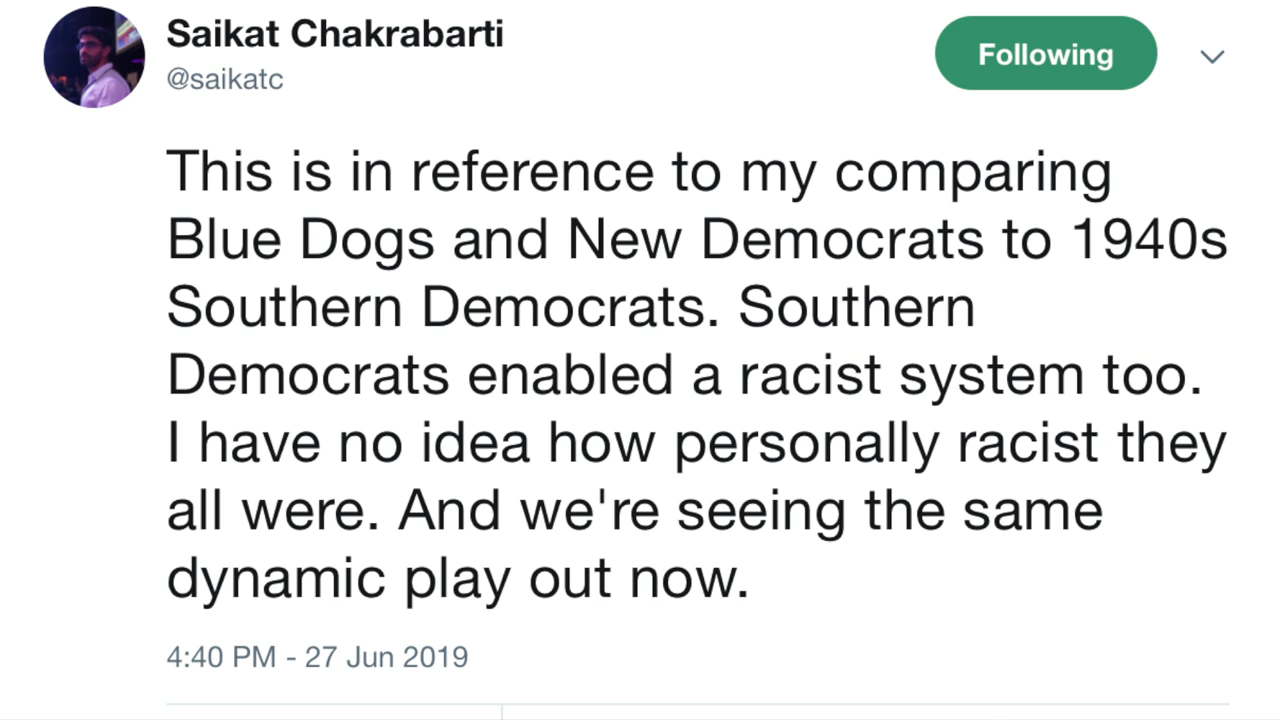 Saikat Chakrabarti
@saikatc
Following
This is in reference to my comparing
Blue Dogs and New Democrats to 1940s
Southern Democrats. Southern
Democrats enabled a racist system too.
I have no idea how personally racist they
all were. And we're seeing the same
dynamic play out now.
4:40 PM - 27 Jun 2019